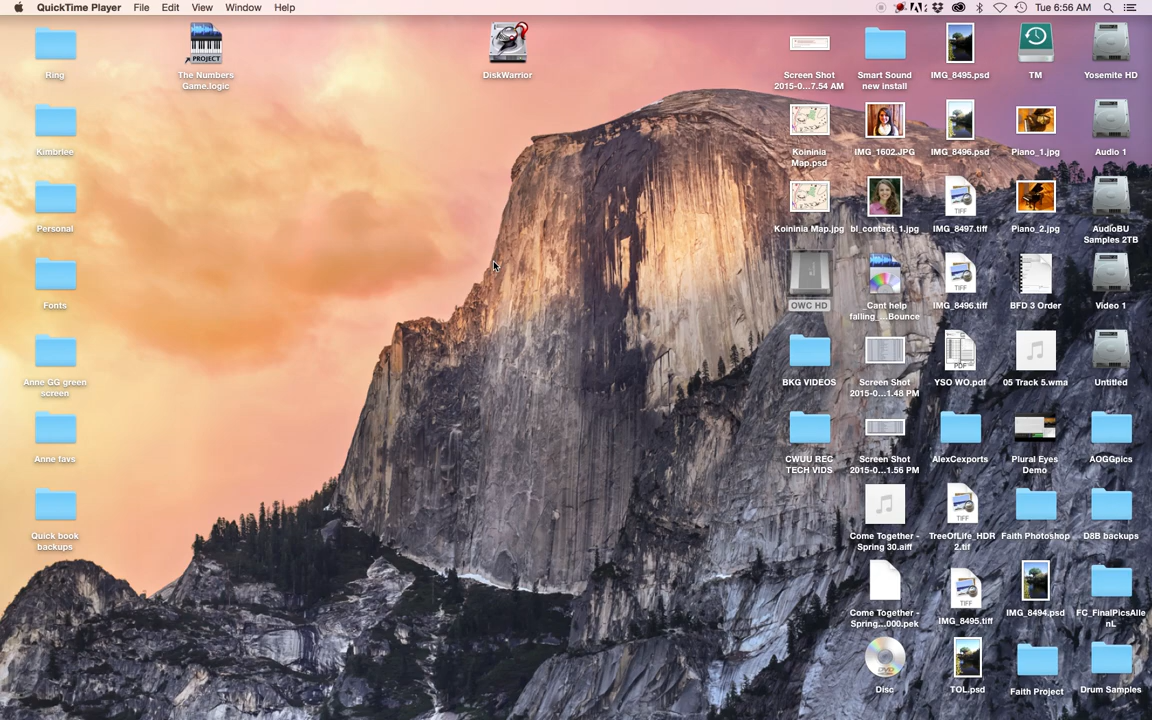 QuickTime Player File Edit View Window Help Tue 6:56 AM
Ring
The Numbers
Game.logic
PROJECT
DiskWarrior
Screen Shot
2015-0...7.54 AM
Smart Sound
new install
IMG_8495.psd
TM
Yosemite HD
Kimbriee
Koininia
Map.psd
IMG_1602.JPG
IMG_8496.psd
Piano_1.jpg
Audio 1
Personal
Koininia Map.jpg
bl_contact_1.jpg
TIFF
IMG_8497.tiff
Piano_2.jpg
AudioBU
Samples 2TB
Fonts
OWC HD
Cant help
falling_...Bounce
TIFF
IMG_8496.tiff
BFD 3 Order
Video 1
Anne GG green
screen
BKG VIDEOS
Screen Shot
2015-0...1.48 PM
PDF
YSO WO.pdf
05 Track 5.wma
Untitled
Anne favs
CWUU REC
TECH VIDS
Screen Shot
2015-0...1.56 PM
AlexCexports
Plural Eyes
Demo
AOGGpics
Quick book
backups
Come Together -
Spring 30.aiff
TIFF
TreeOfLife_HDR
2.tif
Faith Photoshop
D8B backups
Come Together -
Spring...000.pek
TIFF
IMG_8495.tiff
IMG_8494.psd
FC_FinalPicsAlle
nL
DVD
Disc
TOL.psd
Faith Project
Drum Samples